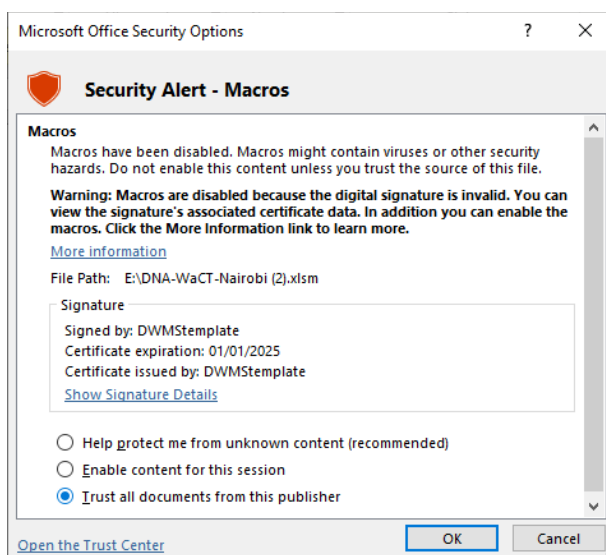 Microsoft Office Security Options
Security Alert - Macros
Macros
Macros have been disabled. Macros might contain viruses or other security
hazards. Do not enable this content unless you trust the source of this file.
Warning: Macros are disabled because the digital signature is invalid. You can
view the signature's associated certificate data. In addition you can enable the
macros. Click the More Information link to learn more.
More information
File Path: E:\DNA-WaCT-Nairobi (2).xlsm
Signature
Signed by: DWMStemplate
Certificate expiration: 01/01/2025
Certificate issued by: DWMStemplate
Show Signature Details
Help protect me from unknown content (recommended)
Enable content for this session
Trust all documents from this publisher
Open the Trust Center
OK Cancel